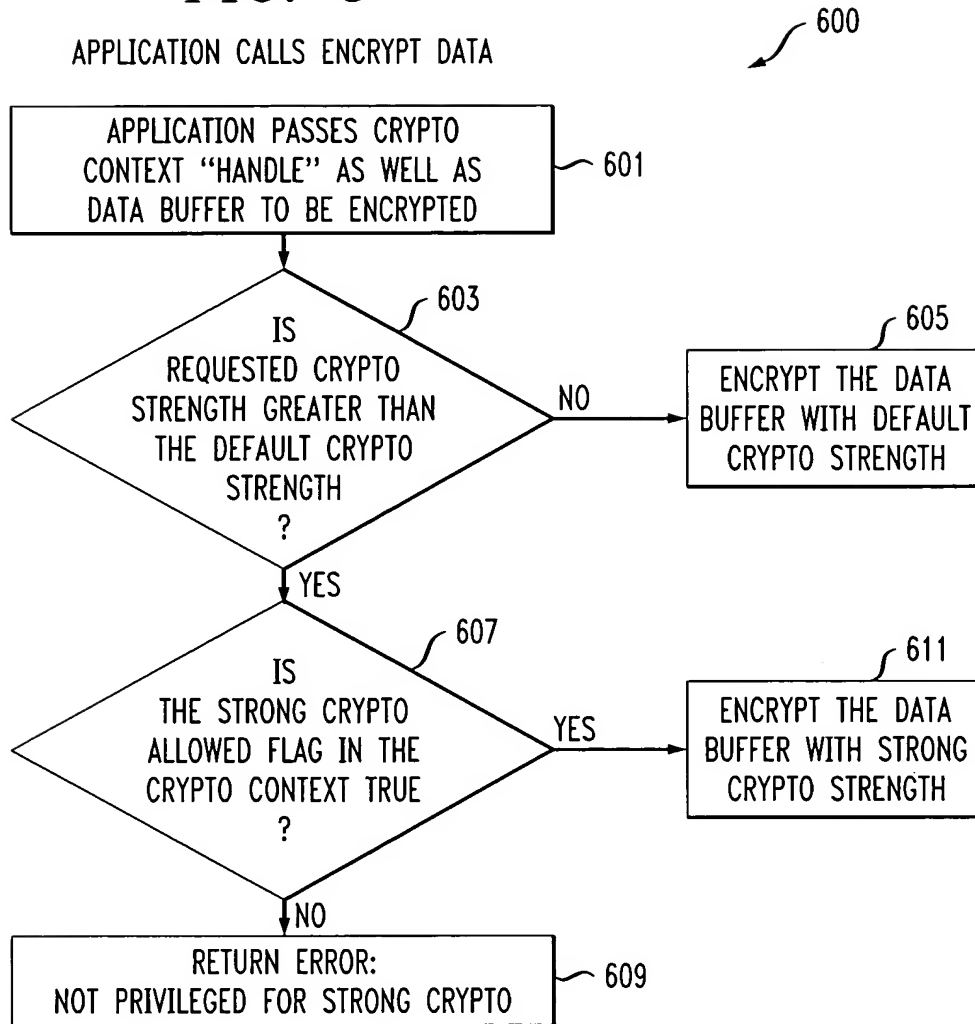 APPLICATION CALLS ENCRYPT DATA
600
APPLICATION PASSES CRYPTO
CONTEXT “HANDLE” AS WELL AS
DATA BUFFER TO BE ENCRYPTED
601
603
IS
REQUESTED CRYPTO
STRENGTH GREATER THAN
THE DEFAULT CRYPTO
STRENGTH
?
NO
605
ENCRYPT THE DATA
BUFFER WITH DEFAULT
CRYPTO STRENGTH
YES
607
IS
THE STRONG CRYPTO
ALLOWED FLAG IN THE
CRYPTO CONTEXT TRUE
?
YES
611
ENCRYPT THE DATA
BUFFER WITH STRONG
CRYPTO STRENGTH
NO
RETURN ERROR:
NOT PRIVILEGED FOR STRONG CRYPTO
609